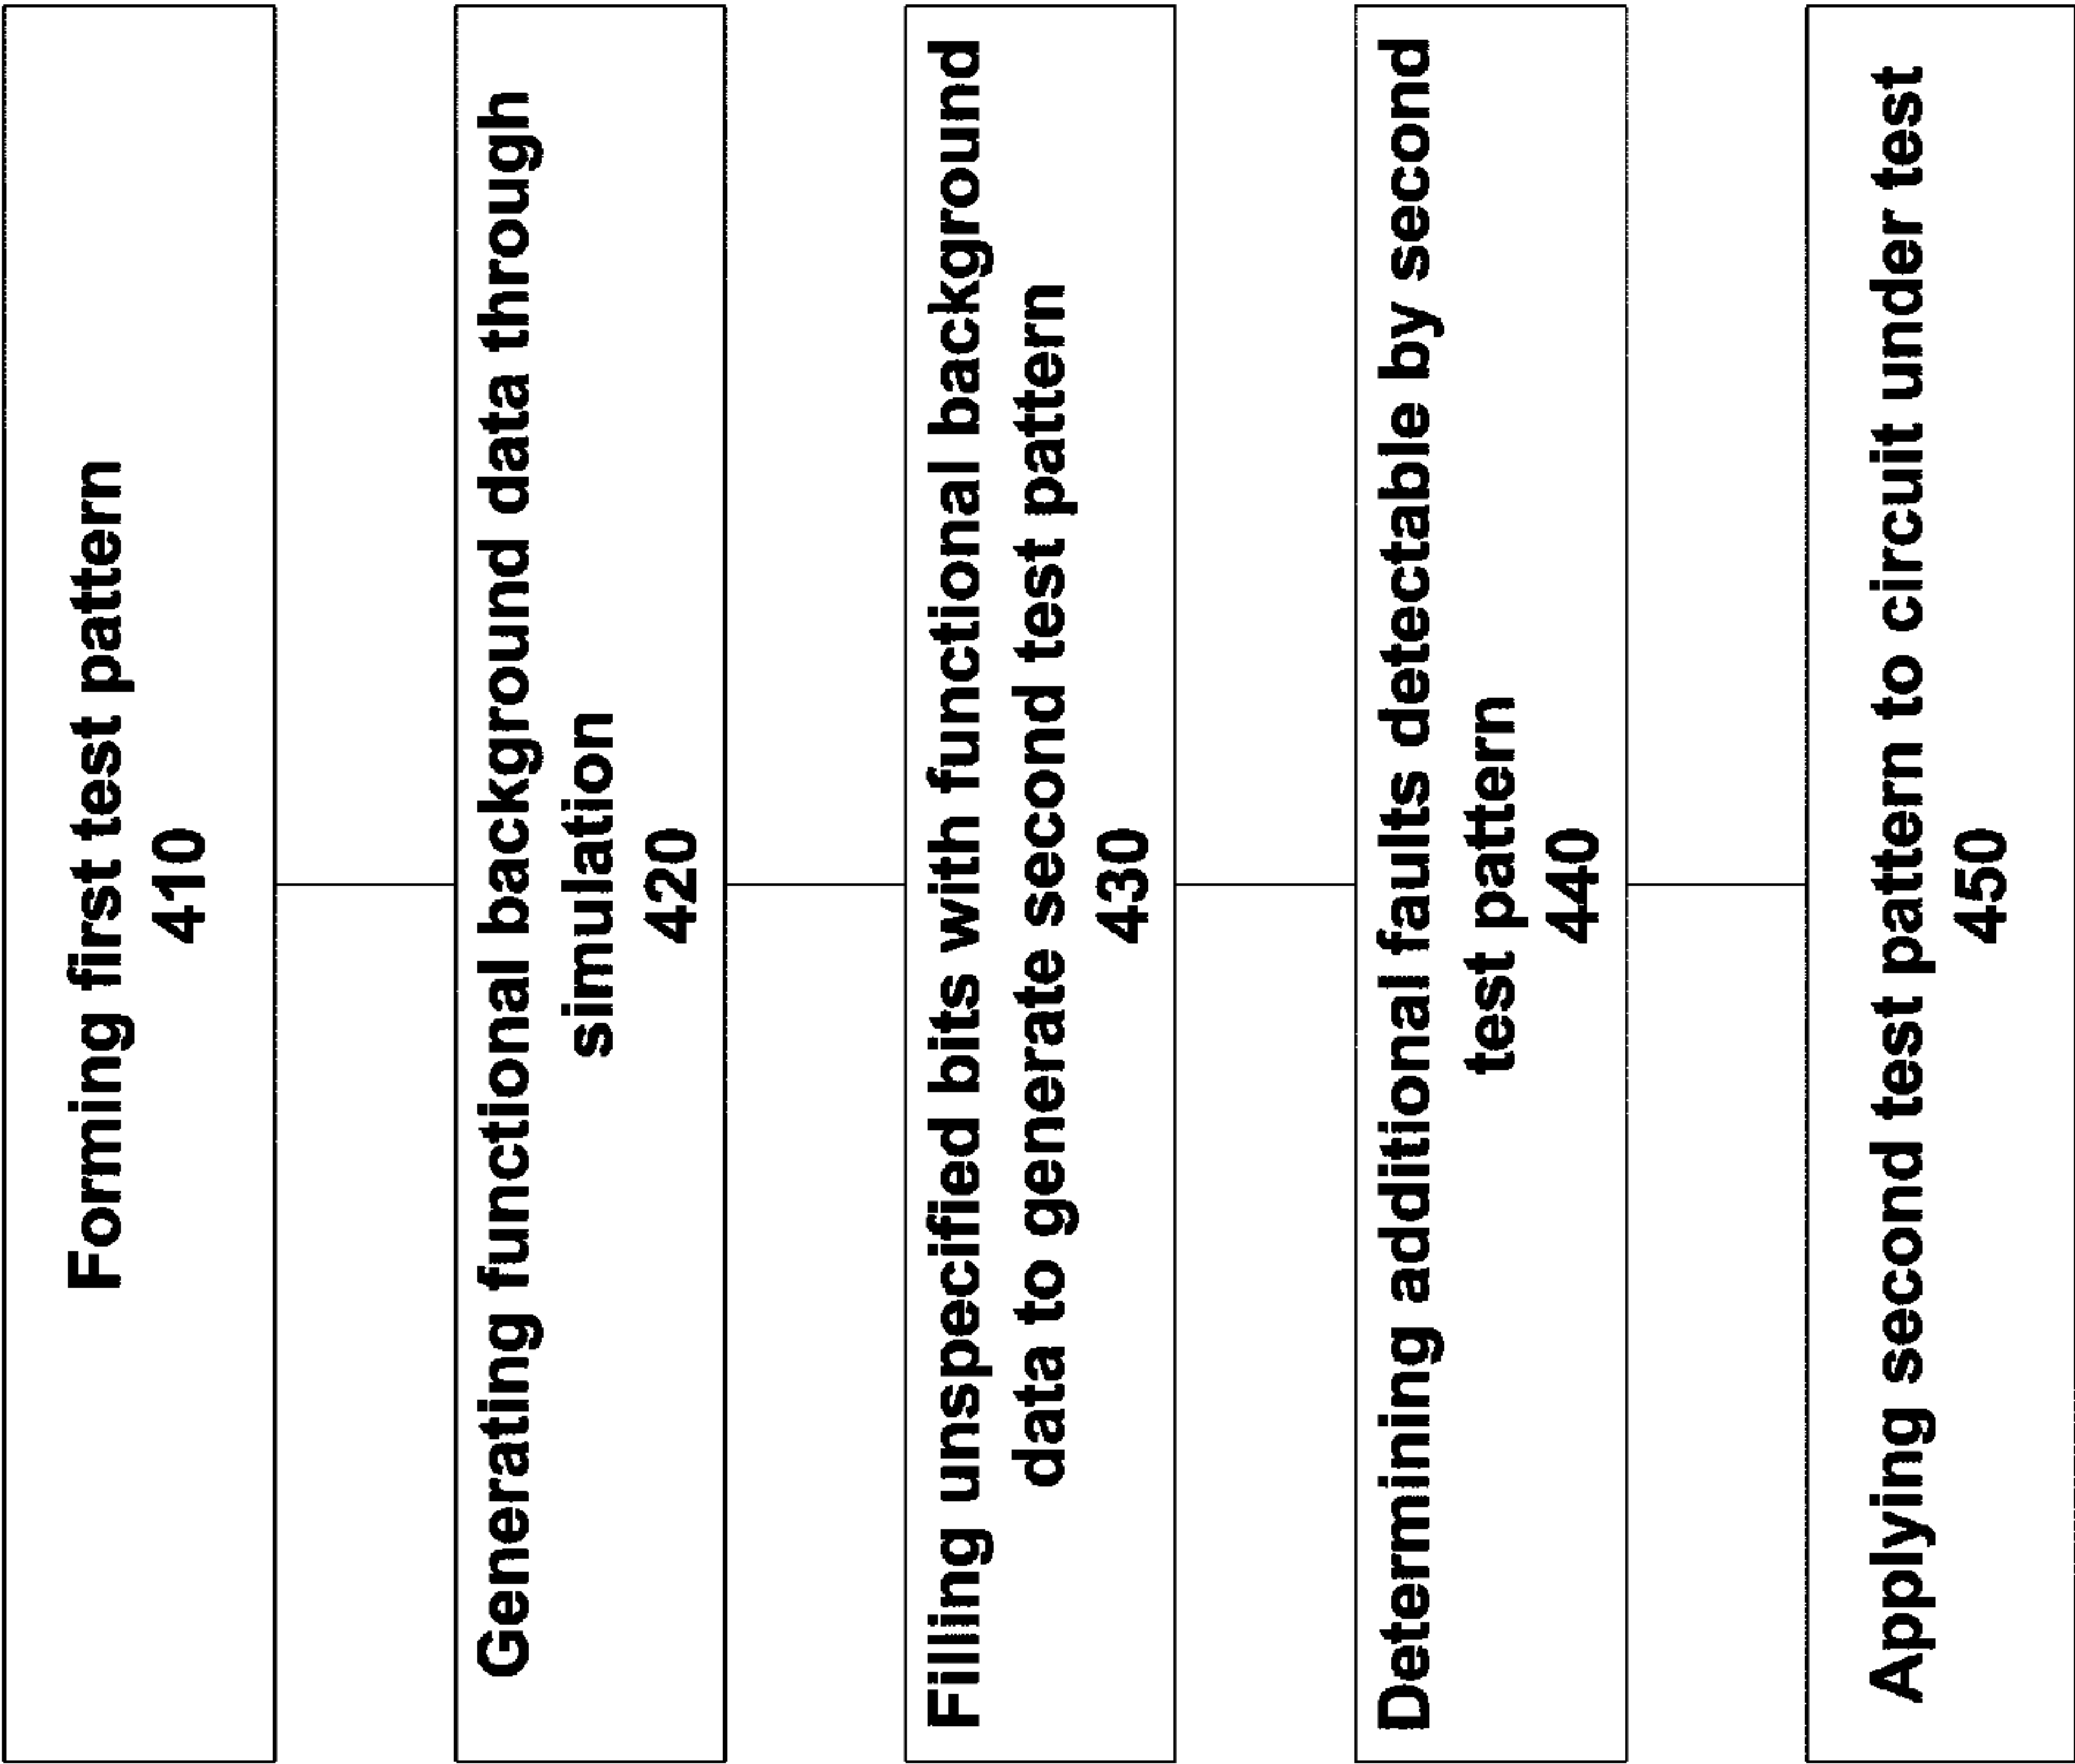 Forming first test pattern
410
Generating functional background data through
simulation
420
Filling unspecified bits with functional background
data to generate second test pattern
430
Determining additional faults detectable by second
test pattern
440
Applying second test pattern to circuit under test
450